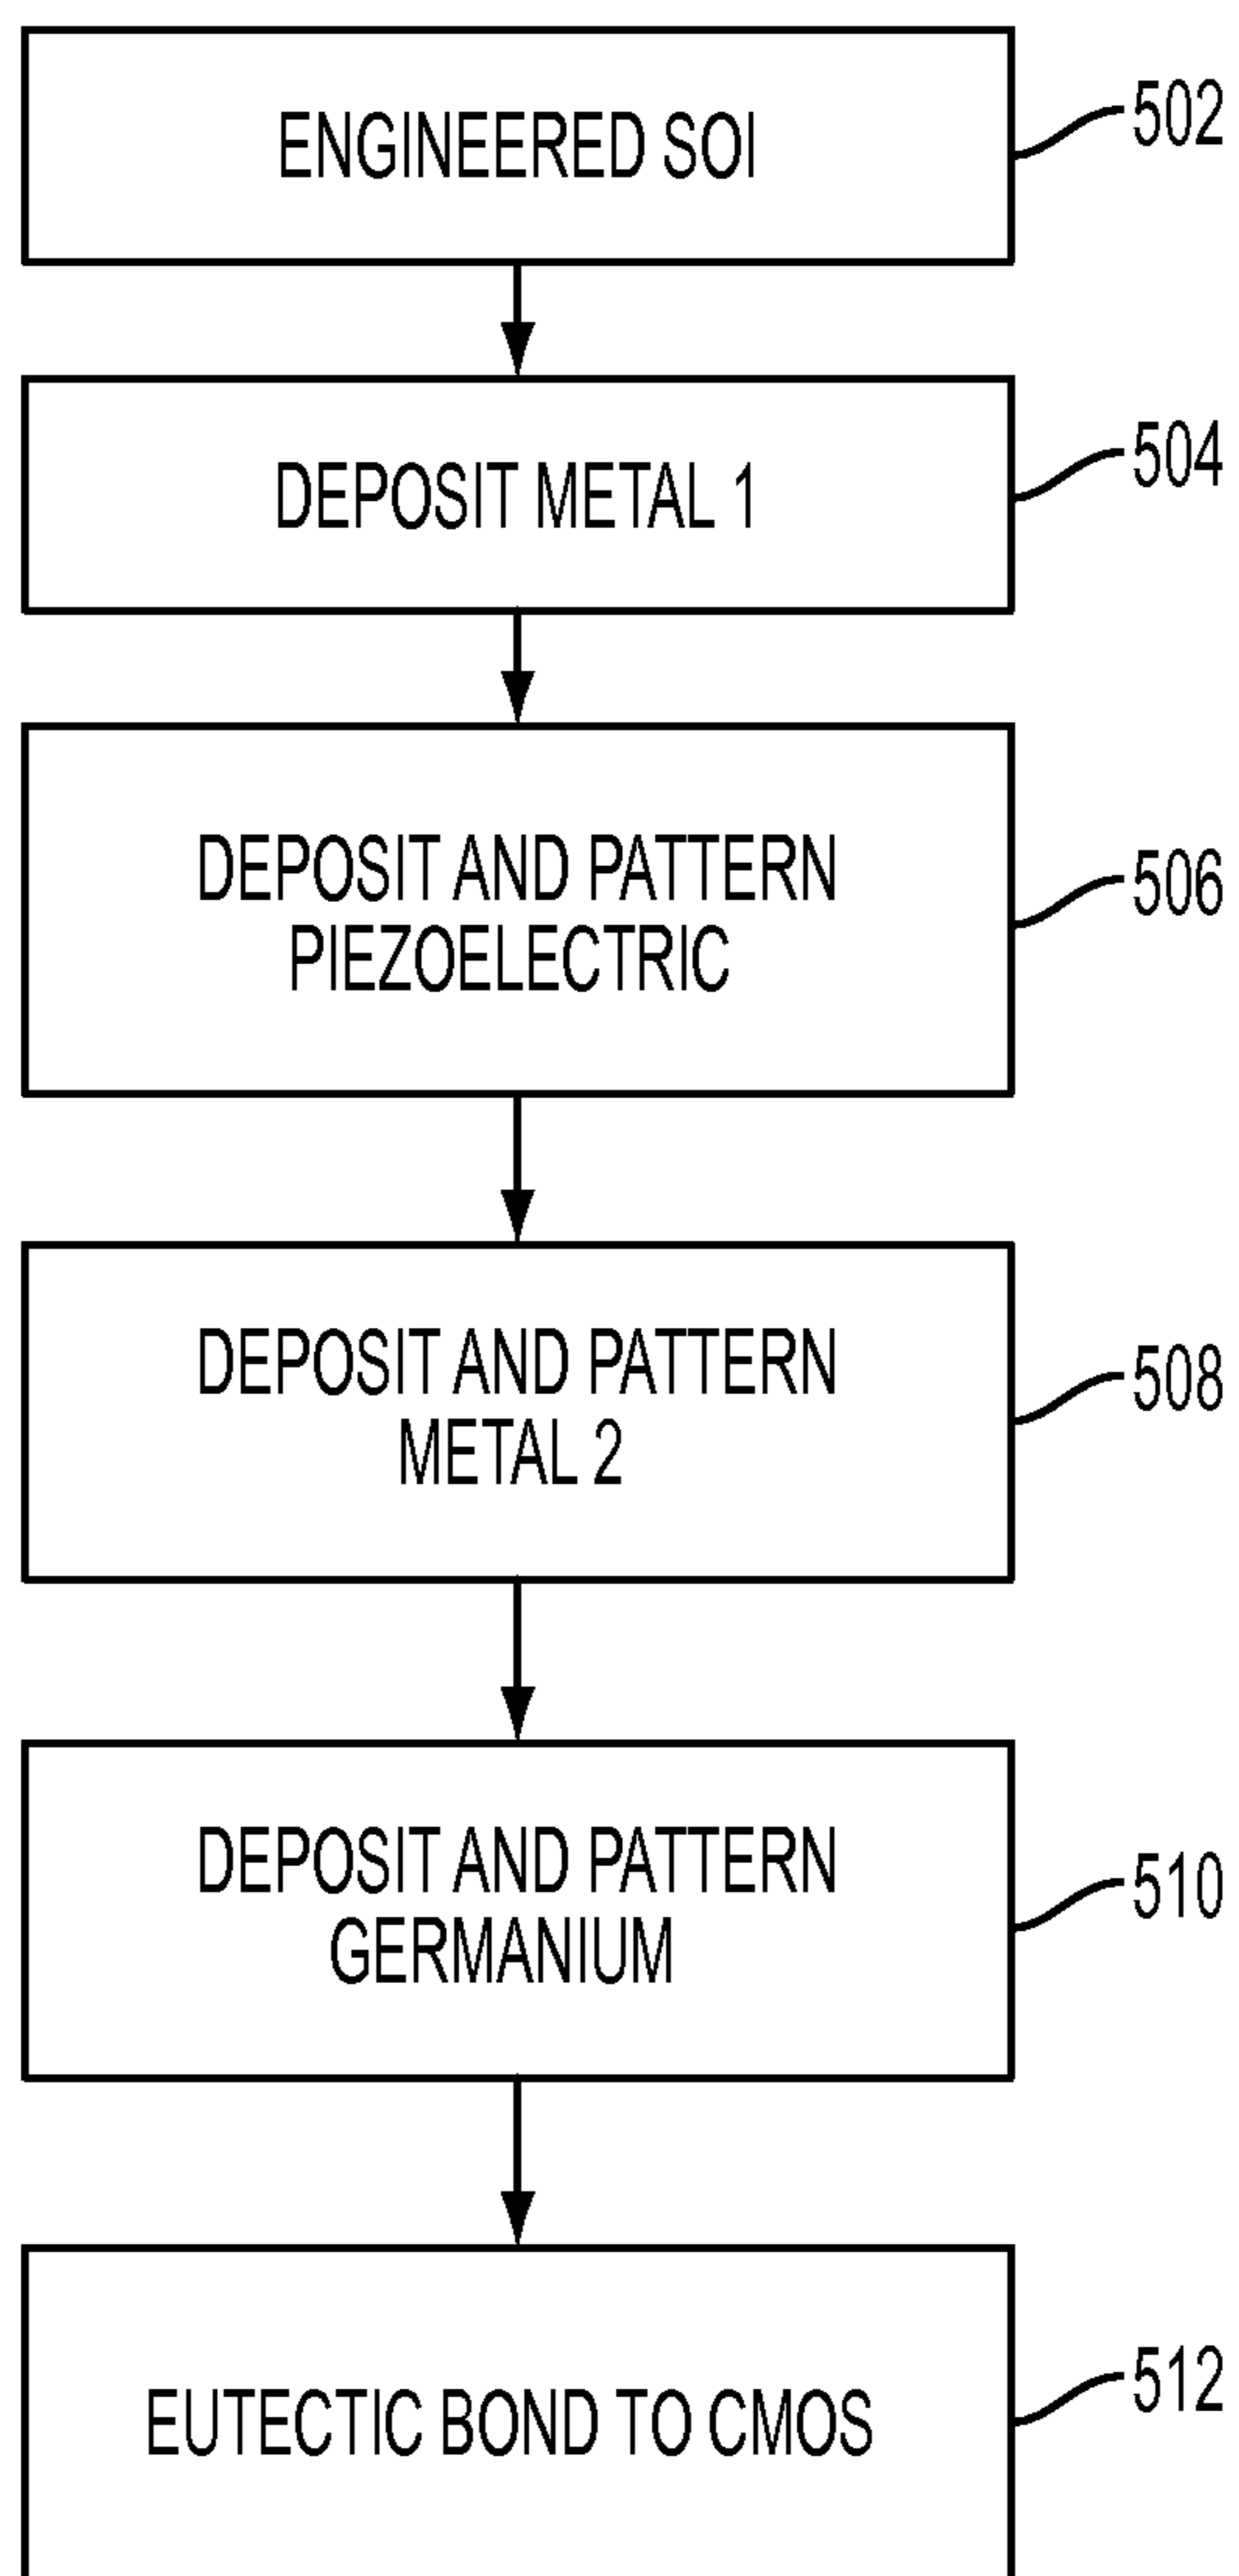 ENGINEERED SOI
502
DEPOSIT METAL 1
504
DEPOSIT AND PATTERN
PIEZOELECTRIC
506
DEPOSIT AND PATTERN
METAL 2
508
DEPOSIT AND PATTERN
GERMANIUM
510
EUTECTIC BOND TO CMOS
512